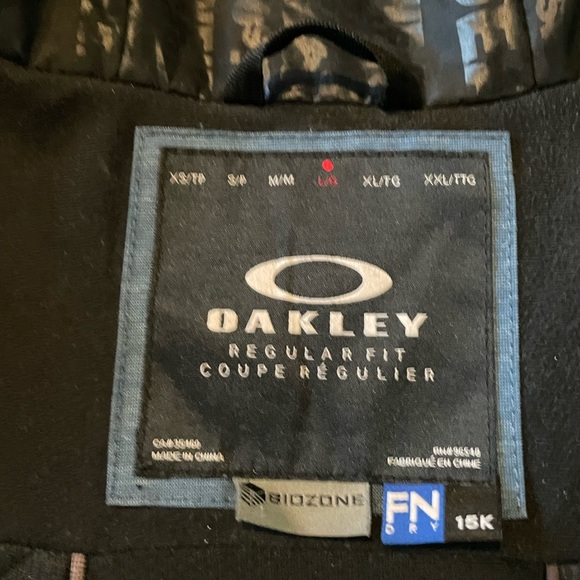 XS/TP S/P M/M L/G XL/TG XXL/TTG
OAKLEY
REGULAR FIT
COUPE RÉGULIER
MADE IN CHINA
FABRIQUÉ EN CHINE
BIOZONE
FN
DRY
15K